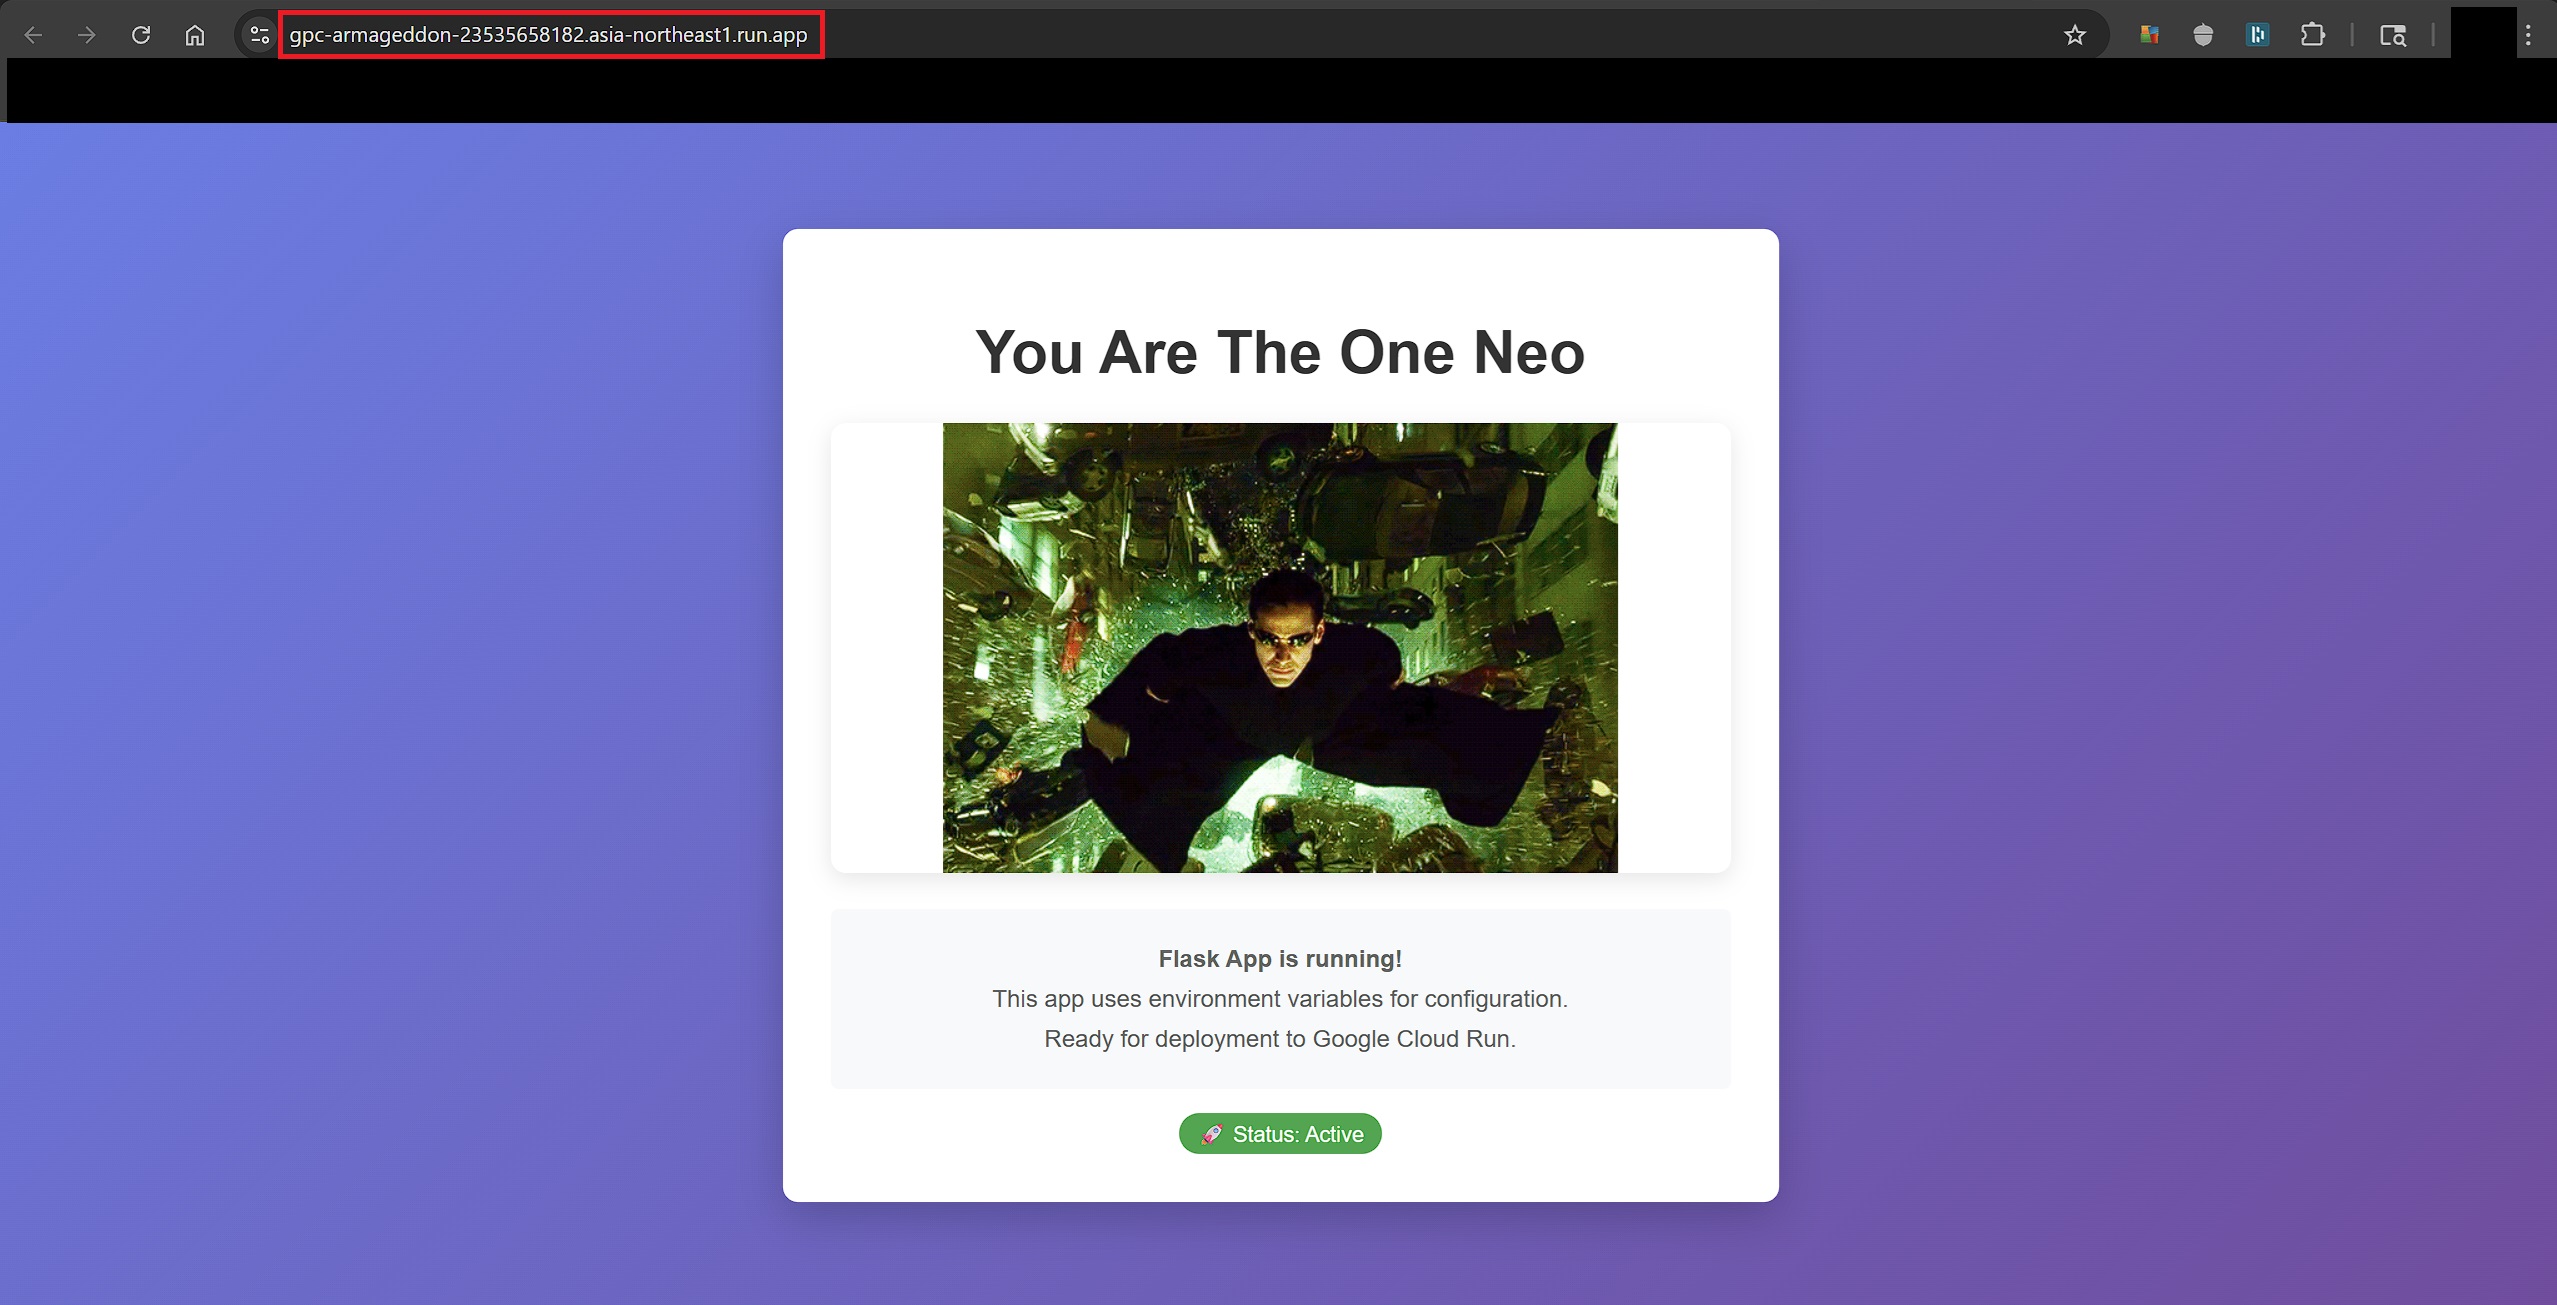 gpc-armageddon-23535658182.asia-northeast1.run.app
You Are The One Neo
Flask App is running!
This app uses environment variables for configuration.
Ready for deployment to Google Cloud Run.
🚀 Status: Active